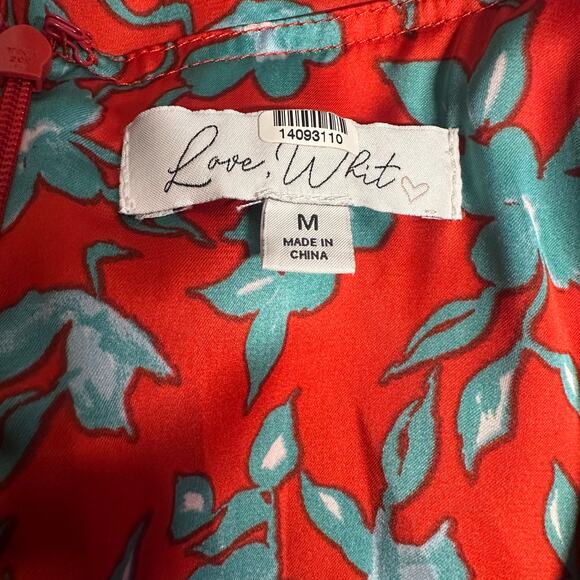 14093110
Love, Whit
M
MADE IN
CHINA